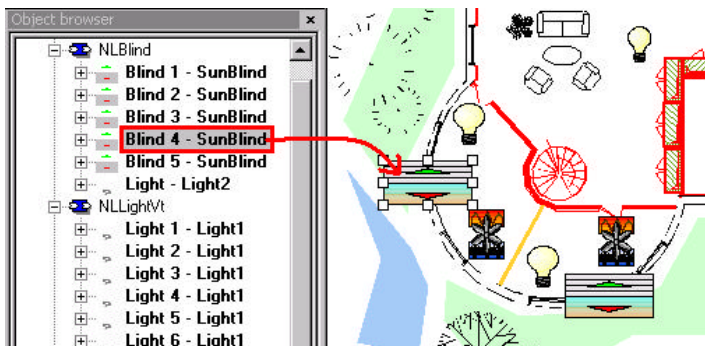 Object browser
NLBlind
Blind 1 - SunBlind
Blind 2 - SunBlind
Blind 3 - SunBlind
Blind 4 - SunBlind
Blind 5 - SunBlind
Light - Light2
NLLightVt
Light 1 - Light1
Light 2 - Light1
Light 3 - Light1
Light 4 - Light1
Light 5 - Light1
Light 6 - Light1